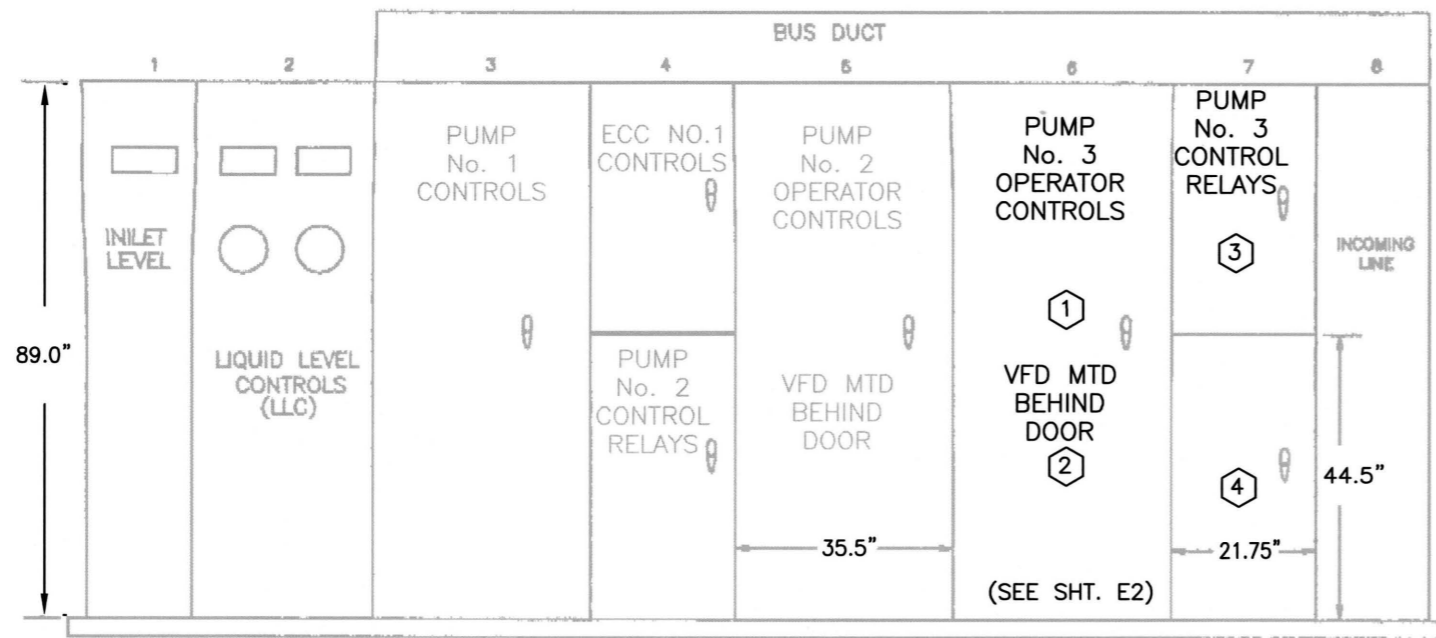 BUS DUCT
1 2 3 4 5 6 7 8
INILET
LEVEL
LIQUID LEVEL
CONTROLS
(LLC)
PUMP
No. 1
CONTROLS
ECC NO.1
CONTROLS
PUMP
No. 2
CONTROL
RELAYS
PUMP
No. 2
OPERATOR
CONTROLS
VFD MTD
BEHIND
DOOR
PUMP
No. 3
OPERATOR
CONTROLS
1
VFD MTD
BEHIND
DOOR
2
(SEE SHT. E2)
PUMP
No. 3
CONTROL
RELAYS
3
4
INCOMING
LINE
89.0"
35.5"
21.75"
44.5"